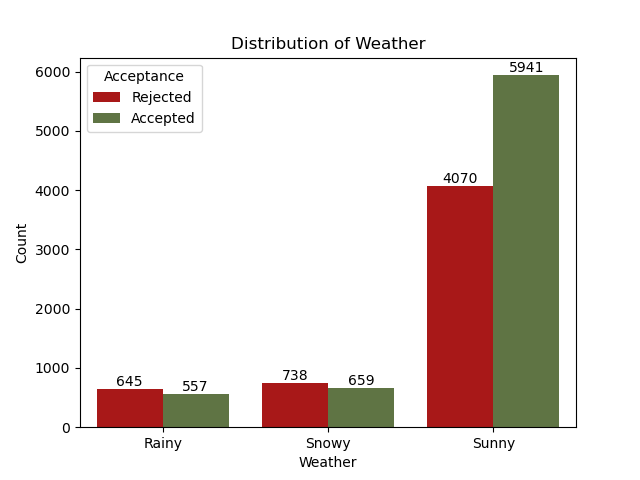 Distribution of Weather
Acceptance
Rejected
Accepted
6000
5000
4000
3000
2000
1000
0
Count
645
557
738
659
4070
5941
Rainy
Snowy
Sunny
Weather